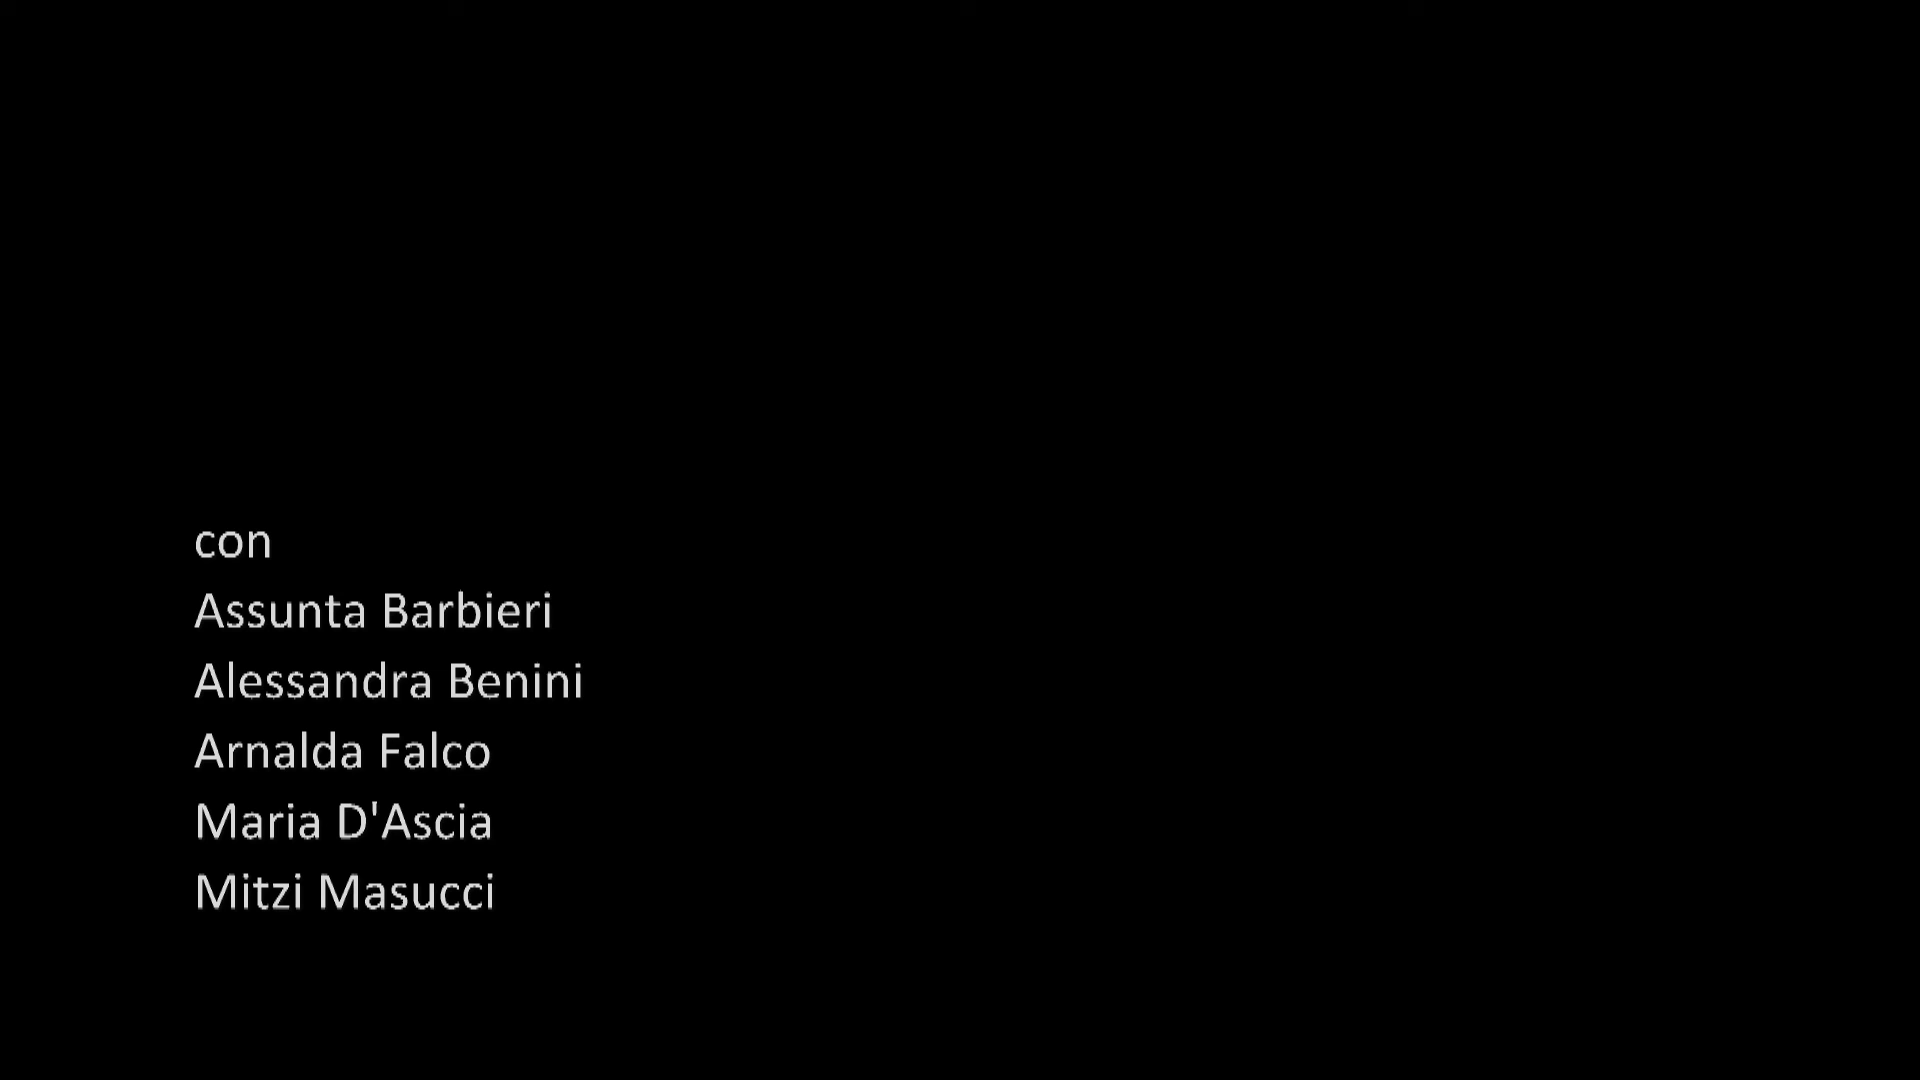 con
Assunta Barbieri
Alessandra Benini
Arnalda Falco
Maria D'Ascia
Mitzi Masucci